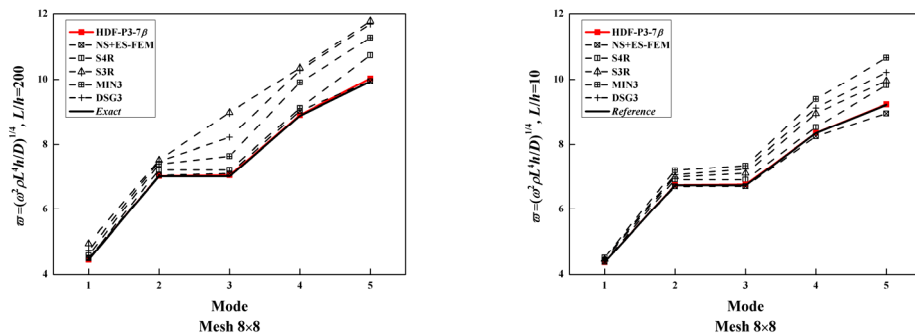 HDF-P3-7β
NS+ES-FEM
S4R
S3R
MIN3
DSG3
Exact
12
10
8
6
4
1 2 3 4 5
ϖ=(ω²ρL⁴h/D)^1/4, L/h=200
Mode
Mesh 8×8
HDF-P3-7β
NS+ES-FEM
S4R
S3R
MIN3
DSG3
Reference
12
10
8
6
4
1 2 3 4 5
ϖ=(ω²ρL⁴h/D)^1/4, L/h=10
Mode
Mesh 8×8